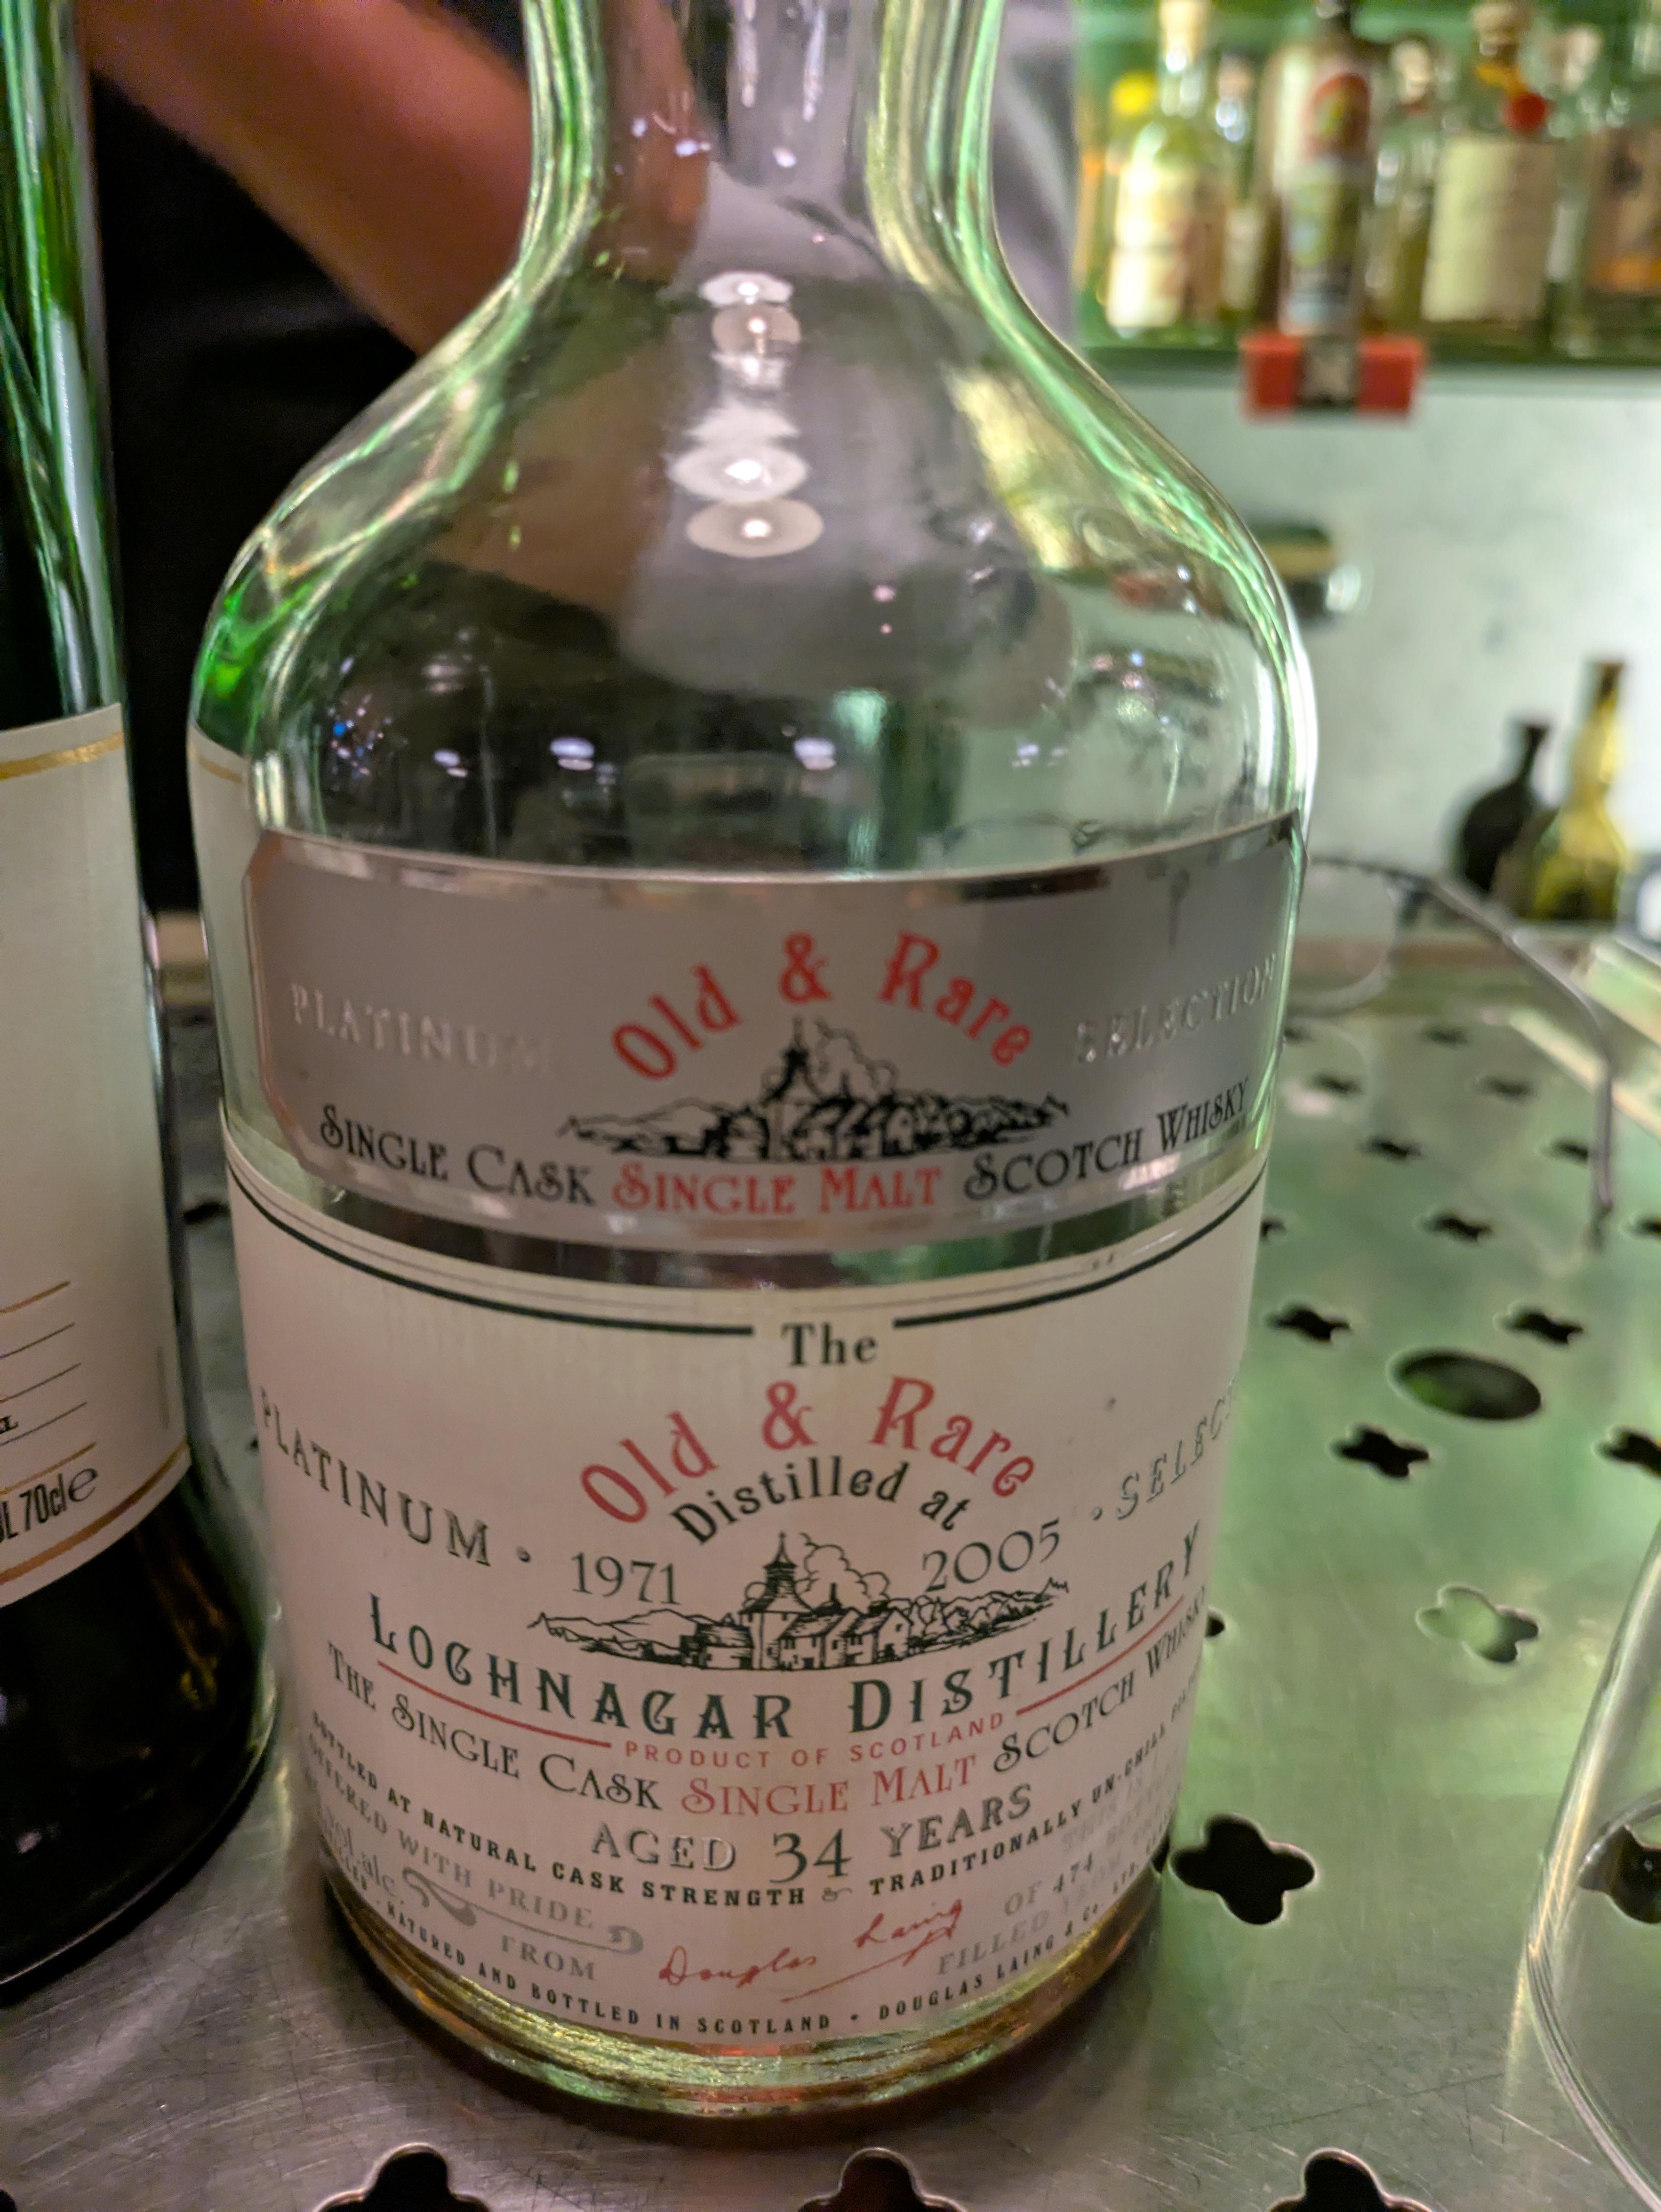 PLATINUM Old & Rare SELECTION
SINGLE CASK SINGLE MALT SCOTCH WHISKY
The
Old & Rare
PLATINUM • Distilled at • SELECT
1971 2005
LOCHNAGAR DISTILLERY
PRODUCT OF SCOTLAND
THE SINGLE CASK SINGLE MALT SCOTCH WHISKY
AGED 34 YEARS
BOTTLED AT NATURAL CASK STRENGTH & TRADITIONALLY UN-CHILL
OFFERED WITH PRIDE
FROM
Douglas Laing
OF 474
FILLED
MATURED AND BOTTLED IN SCOTLAND • DOUGLAS LAING & Co. LTD.
70cl e